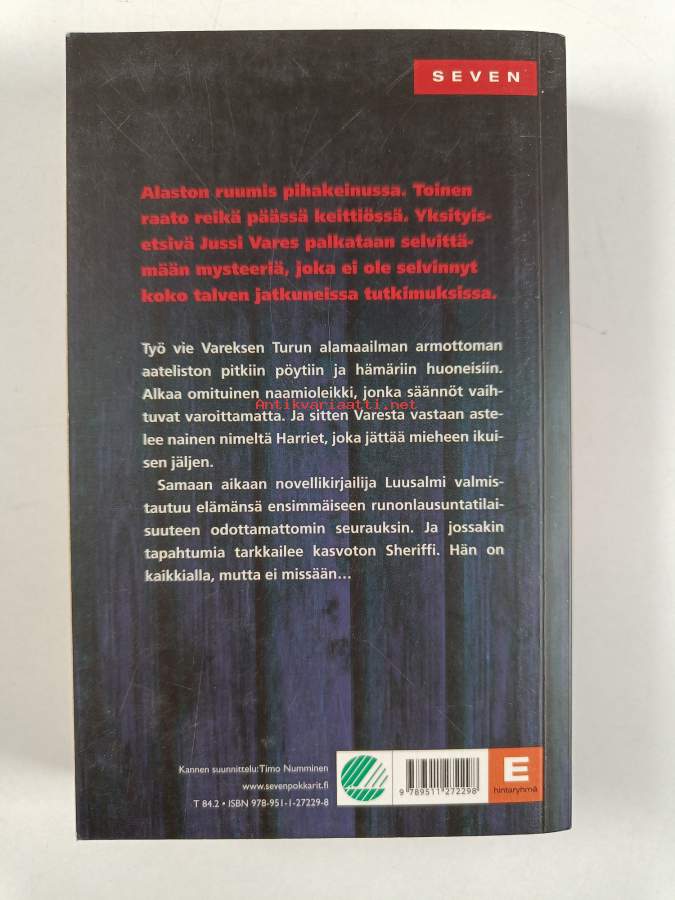 SEVEN
Alaston ruumis pihakeinussa. Toinen
raato reikä päässä keittiössä. Yksityis-
etsivä Jussi Vares palkataan selvittä-
mään mysteeriä, joka ei ole selvinnyt
koko talven jatkuneissa tutkimuksissa.
Työ vie Vareksen Turun alamaailman armottoman
aateliston pitkiin pöytiin ja hämäriin huoneisiin.
Alkaa omituinen naamioleikki, jonka säännöt vaih-
tuvat varoittamatta. Ja sitten Varesta vastaan aste-
Antikvariaatti.net
lee nainen nimeltä Harriet, joka jättää mieheen ikui-
sen jäljen.
Samaan aikaan novellikirjailija Luusalmi valmis-
tautuu elämänsä ensimmäiseen runonlausuntatilai-
suuteen odottamattomin seurauksin. Ja jossakin
tapahtumia tarkkailee kasvoton Sheriffi. Hän on
kaikkialla, mutta ei missään...
Kannen suunnittelu: Timo Numminen
www.sevenpokkarit.fi
T 84.2 • ISBN 978-951-1-27229-8
9 789511 272298
E
hintaryhmä